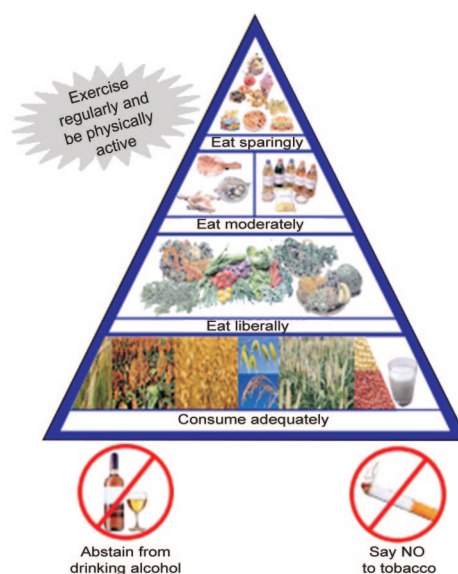 Exercise
regularly and
be physically
active
Eat sparingly
Eat moderately
Eat liberally
Consume adequately
Abstain from
drinking alcohol
Say NO
to tobacco